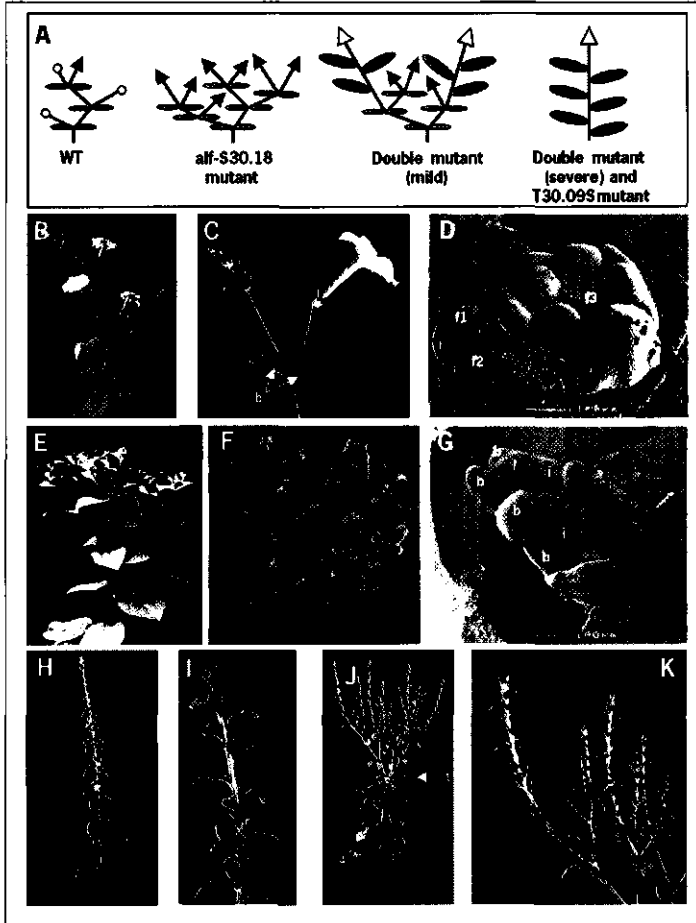 A
WT
alf-S30.18 mutant
Double mutant (mild)
Double mutant (severe) and T30.09S mutant
B
C
b
D
f1
f2
f3
E
F
G
b
i
i
b
i
b
H
I
J
K